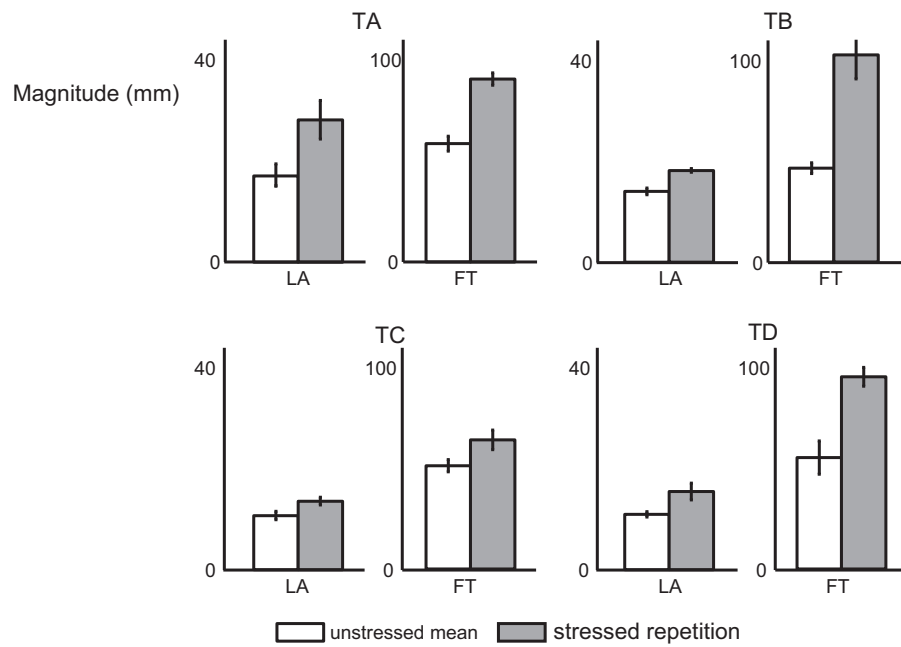 TA
TB
40
100
40
100
Magnitude (mm)
0
0
0
0
LA
FT
LA
FT
TC
TD
40
100
40
100
0
0
0
0
LA
FT
LA
FT
unstressed mean
stressed repetition